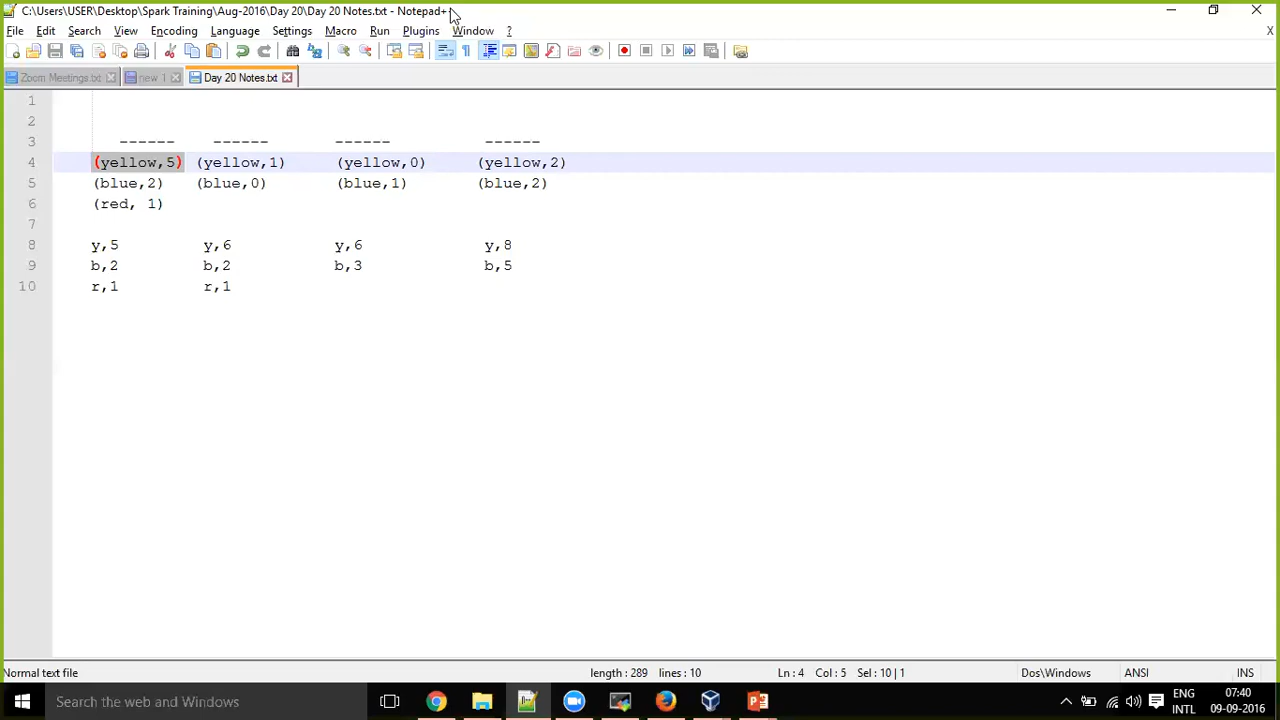 C:\Users\USER\Desktop\Spark Training\Aug-2016\Day 20\Day 20 Notes.txt - Notepad++
File Edit Search View Encoding Language Settings Macro Run Plugins Window ? X
Zoom Meetings.txt new 1 Day 20 Notes.txt
1
2
3 ------ ------ ------ ------
4 (yellow,5) (yellow,1) (yellow,0) (yellow,2)
5 (blue,2) (blue,0) (blue,1) (blue,2)
6 (red, 1)
7
8 y,5 y,6 y,6 y,8
9 b,2 b,2 b,3 b,5
10 r,1 r,1
Normal text file length : 289 lines : 10 Ln : 4 Col : 5 Sel : 10 | 1 Dos\Windows ANSI INS
Search the web and Windows
ENG 07:40
INTL 09-09-2016